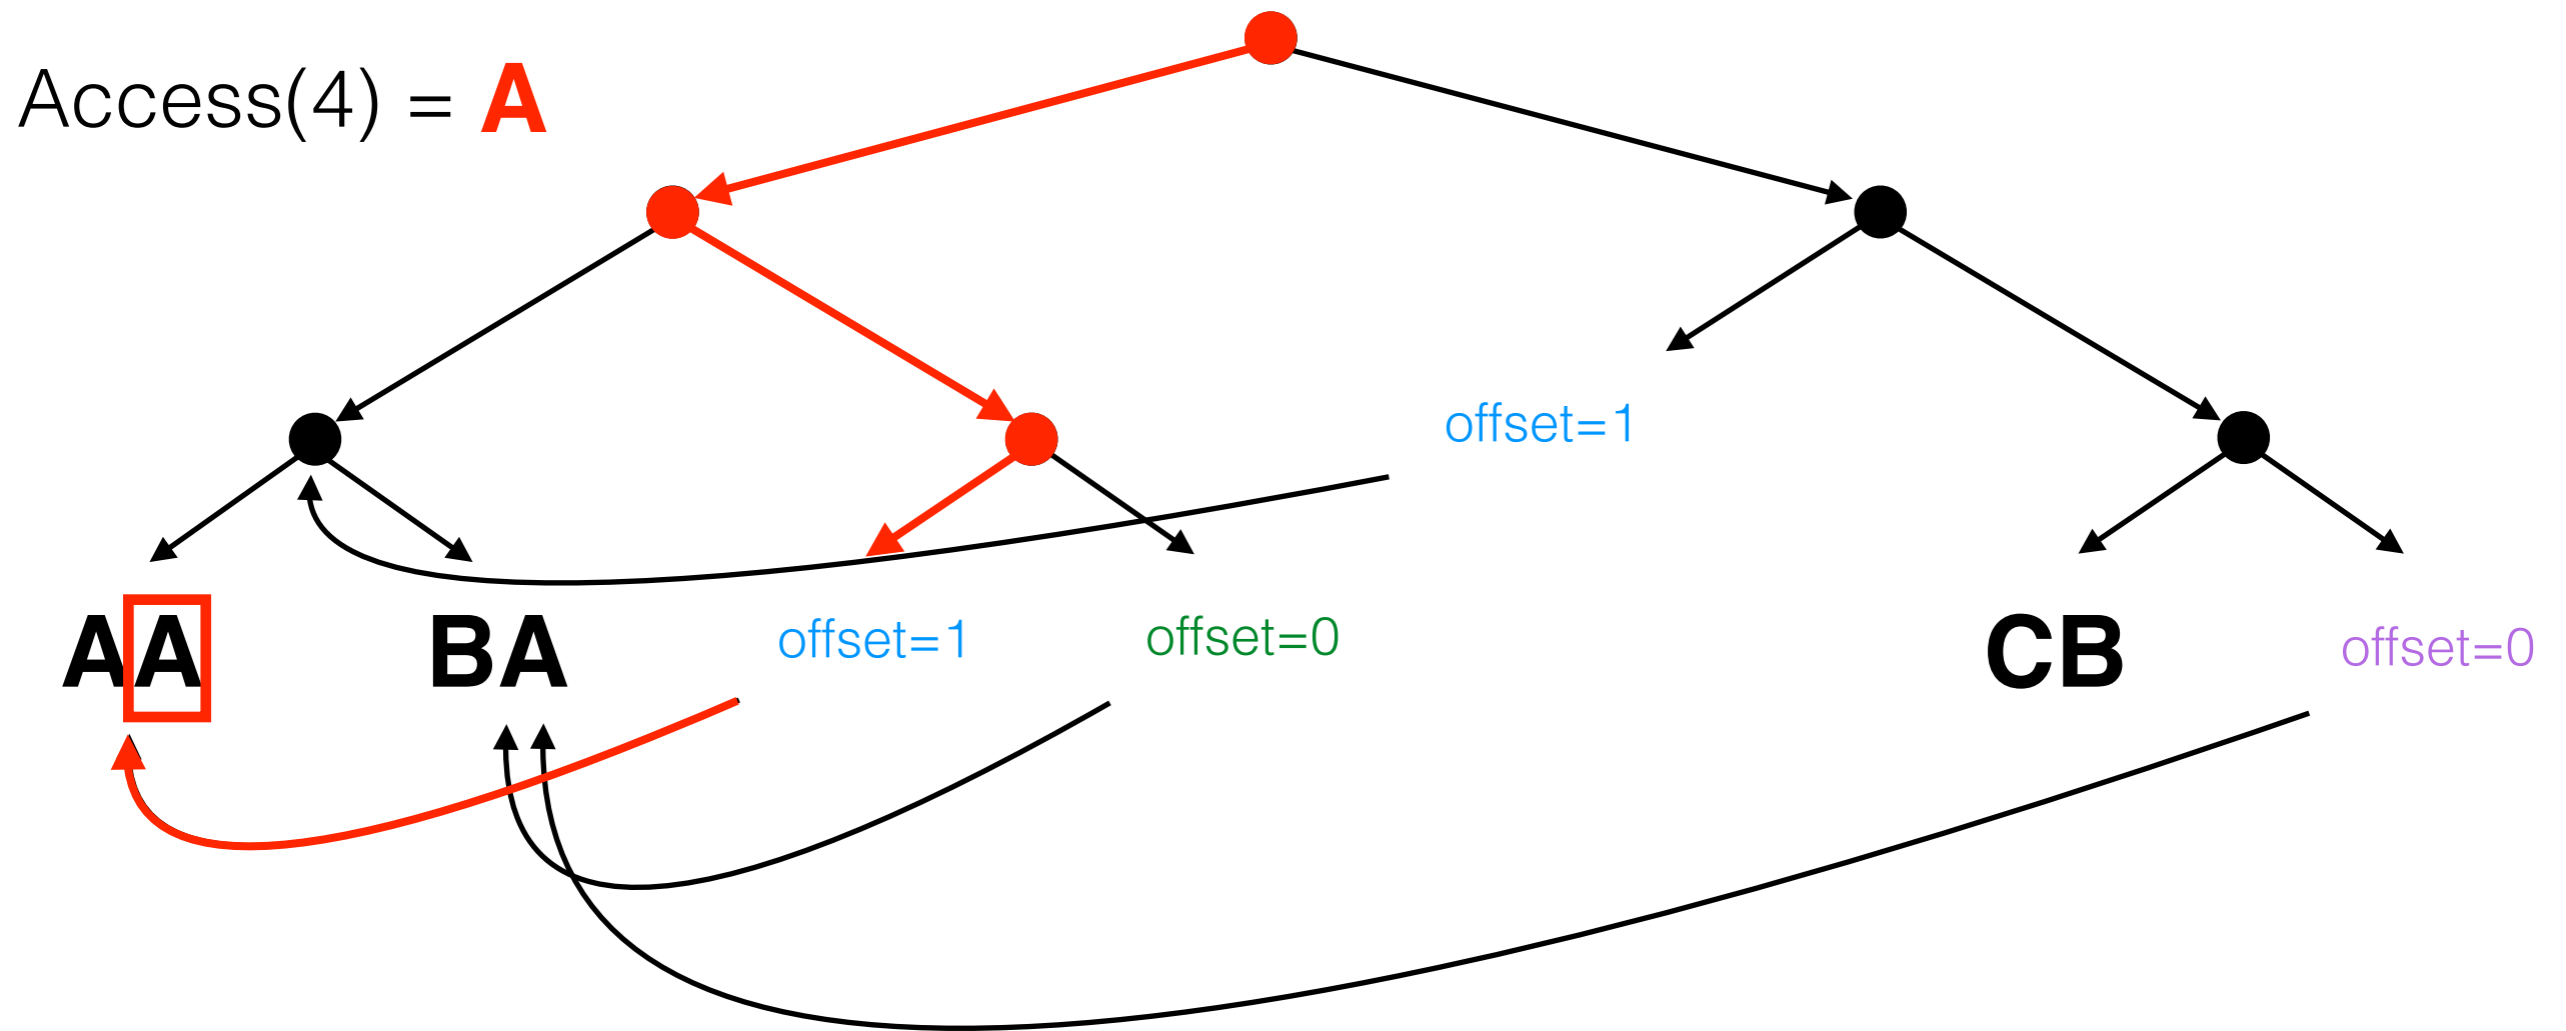 Access(4) = A
offset=1
AA
BA
offset=1
offset=0
CB
offset=0